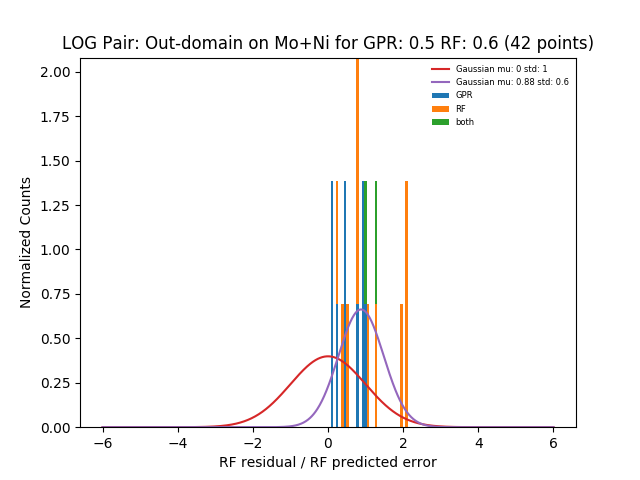 LOG Pair: Out-domain on Mo+Ni for GPR: 0.5 RF: 0.6 (42 points)
Gaussian mu: 0 std: 1
Gaussian mu: 0.88 std: 0.6
GPR
RF
both
Normalized Counts
2.00
1.75
1.50
1.25
1.00
0.75
0.50
0.25
0.00
−6 −4 −2 0 2 4 6
RF residual / RF predicted error